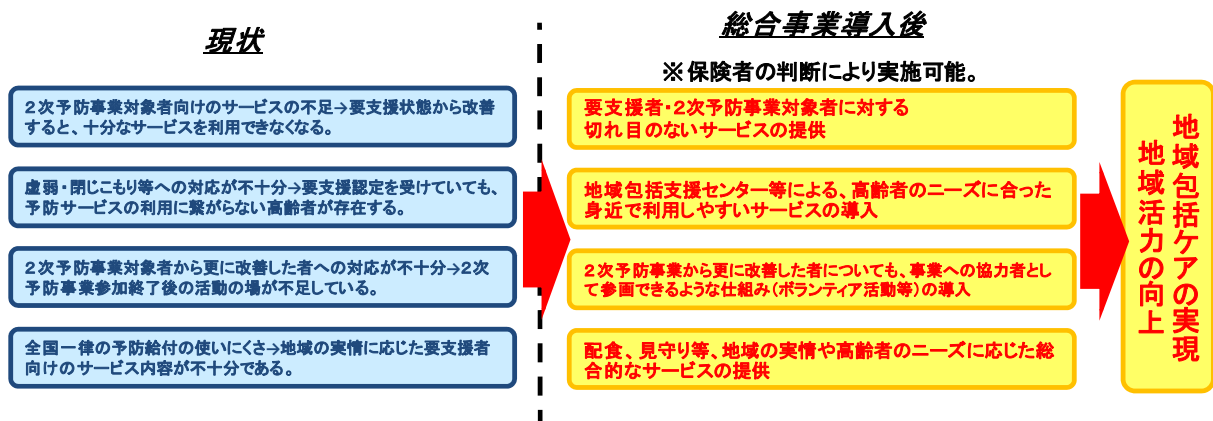 現状
２次予防事業対象者向けのサービスの不足→要支援状態から改善
すると、十分なサービスを利用できなくなる。
虚弱・閉じこもり等への対応が不十分→要支援認定を受けていても、
予防サービスの利用に繋がらない高齢者が存在する。
２次予防事業対象者から更に改善した者への対応が不十分→２次
予防事業参加終了後の活動の場が不足している。
全国一律の予防給付の使いにくさ→地域の実情に応じた要支援者
向けのサービス内容が不十分である。
総合事業導入後
※保険者の判断により実施可能。
要支援者・２次予防事業対象者に対する
切れ目のないサービスの提供
地域包括支援センター等による、高齢者のニーズに合った
身近で利用しやすいサービスの導入
２次予防事業から更に改善した者についても、事業への協力者とし
て参画できるような仕組み（ボランティア活動等）の導入
配食、見守り等、地域の実情や高齢者のニーズに応じた総
合的なサービスの提供
地域包括ケアの実現
地域活力の向上